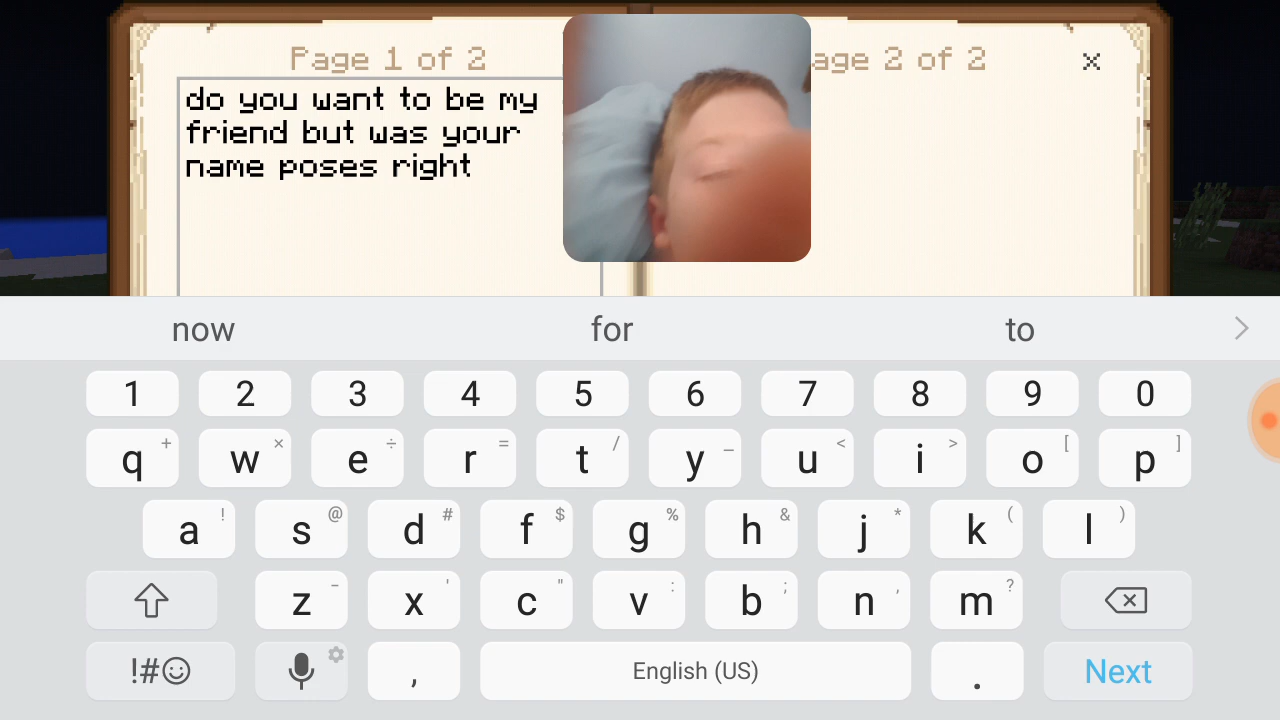 Page 1 of 2
age 2 of 2
do you want to be my
friend but was your
name poses right
now for to
1 2 3 4 5 6 7 8 9 0
q + w × e ÷ r = t / y _ u < i > o [ p ]
a ! s @ d # f $ g % h & j * k ( l )
z - x ' c " v : b ; n , m ?
!#☺ , English (US) . Next